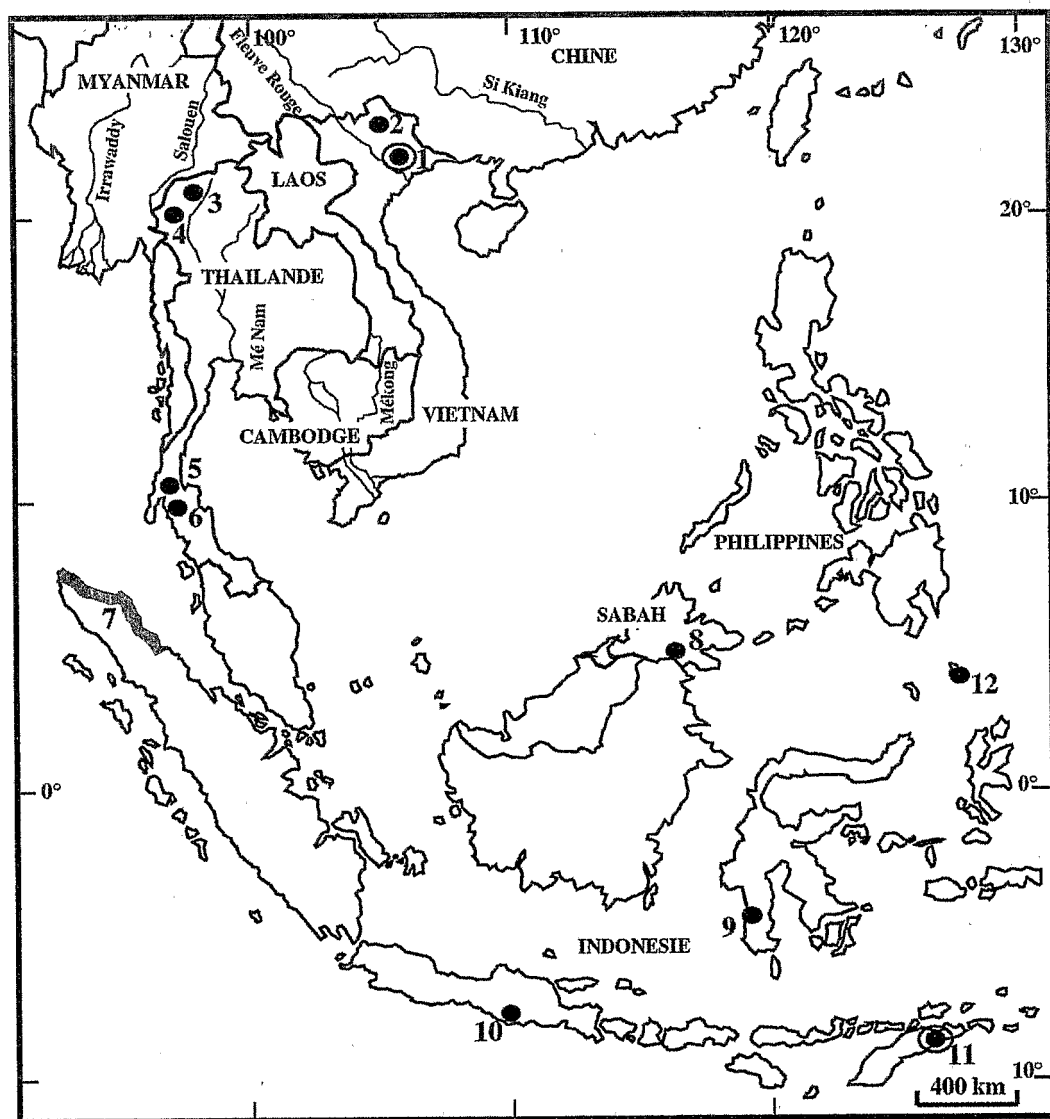 100° 110° 120° 130°
CHINE
MYANMAR
Fleuve Rouge
Si Kiang
Salouen
Irrawaddy
2
1
LAOS
3
4
20° 20°
THAILANDE
Mé Nam
Mékong
VIETNAM
CAMBODGE
5
6
10°
PHILIPPINES
7
SABAH
8
12
0° 0°
9
INDONESIE
10
11
10°
400 km